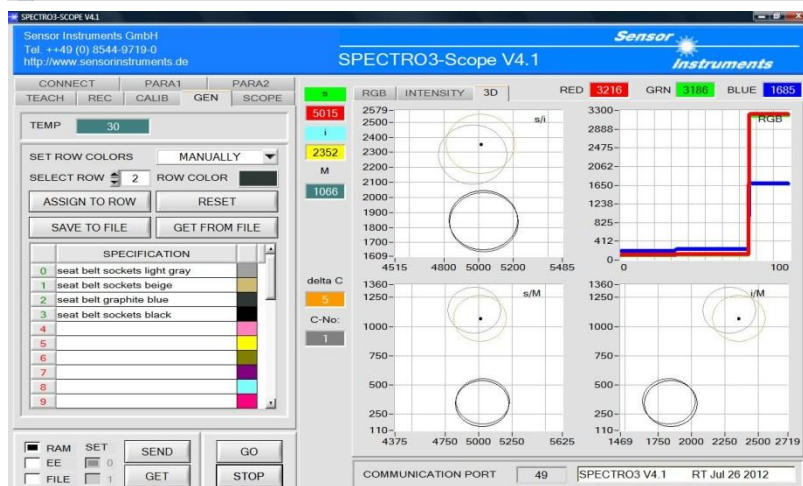 SPECTRO3-SCOPE V4.1
Sensor Instruments GmbH
Tel. ++49 (0) 8544-9719-0
http://www.sensorinstruments.de
SPECTRO3-Scope V4.1
Sensor
Instruments
CONNECT PARA1 PARA2
TEACH REC CALIB GEN SCOPE
TEMP 30
SET ROW COLORS MANUALLY
SELECT ROW 2 ROW COLOR
ASSIGN TO ROW RESET
SAVE TO FILE GET FROM FILE
SPECIFICATION
0 seat belt sockets light gray
1 seat belt sockets beige
2 seat belt graphite blue
3 seat belt sockets black
4
5
6
7
8
9
RAM SET SEND GO
EE 0
FILE 1 GET STOP
s
5015
i
2352
M
1066
delta C
5
C-No:
1
RGB INTENSITY 3D RED 3216 GRN 3186 BLUE 1685
s/i
2579
2500
2400
2300
2200
2100
2000
1900
1800
1700
1609
4515 4800 5000 5200 5485
RGB
3300
2888
2475
2062
1650
1238
825
412
0
0 100
s/M
1360
1250
1000
750
500
250
110
4375 4750 5000 5250 5625
i/M
1360
1250
1000
750
500
250
110
1469 1750 2000 2250 2500 2719
COMMUNICATION PORT 49 SPECTRO3 V4.1 RT Jul 26 2012